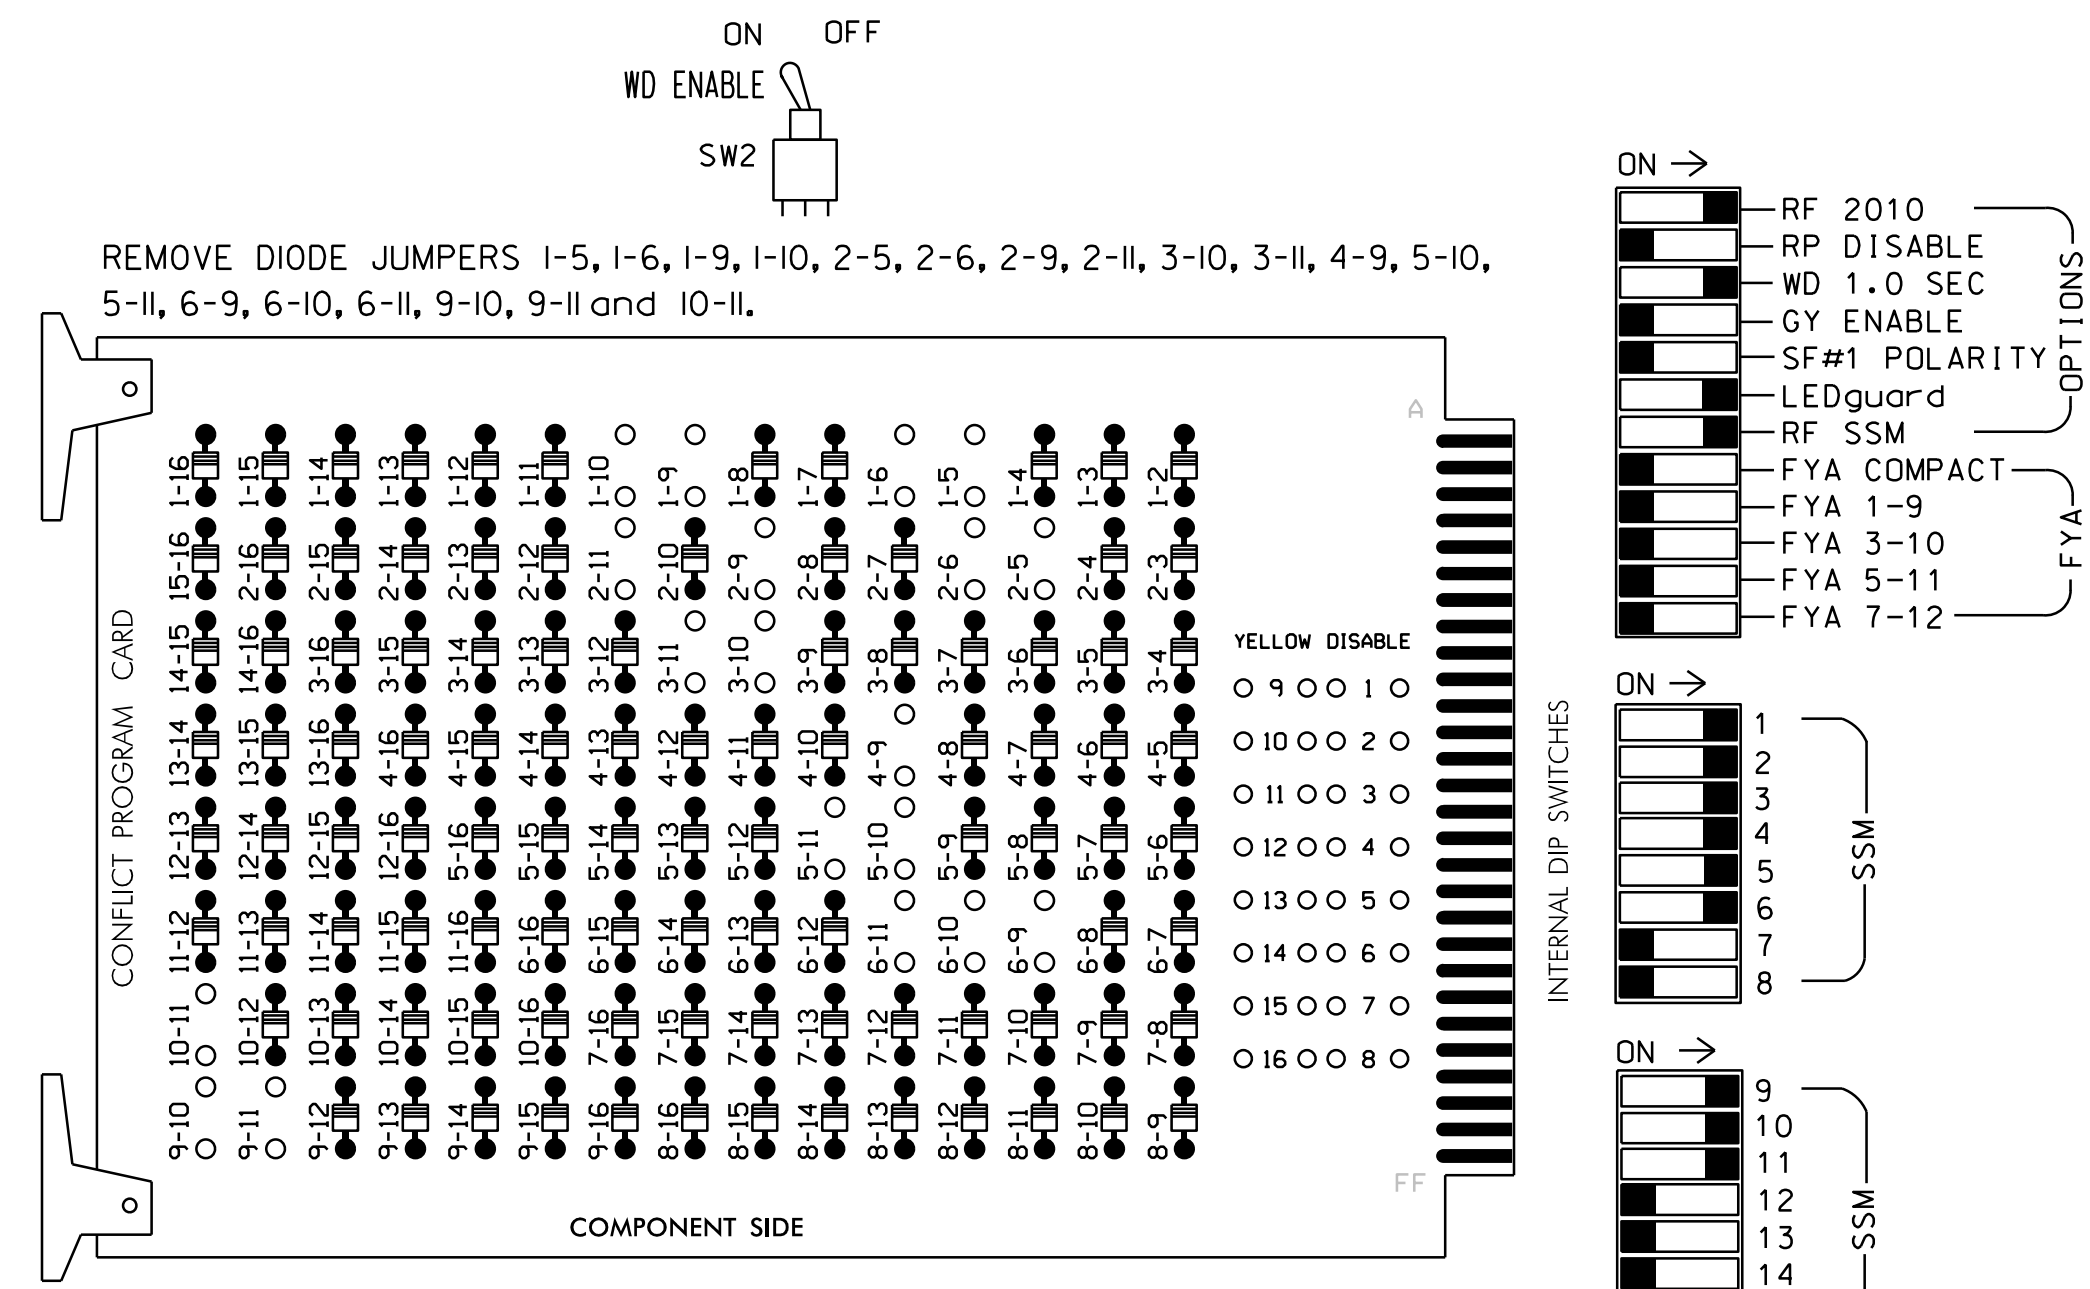 ON OFF
WD ENABLE
SW2
REMOVE DIODE JUMPERS 1-5, 1-6, 1-9, 1-10, 2-5, 2-6, 2-9, 2-11, 3-10, 3-11, 4-9, 5-10,
5-11, 6-9, 6-10, 6-11, 9-10, 9-11 and 10-11.
A
1-16 1-15 1-14 1-13 1-12 1-11 1-10 1-9 1-8 1-7 1-6 1-5 1-4 1-3 1-2
15-16 2-16 2-15 2-14 2-13 2-12 2-11 2-10 2-9 2-8 2-7 2-6 2-5 2-4 2-3
14-15 14-16 3-16 3-15 3-14 3-13 3-12 3-11 3-10 3-9 3-8 3-7 3-6 3-5 3-4
13-14 13-15 13-16 4-16 4-15 4-14 4-13 4-12 4-11 4-10 4-9 4-8 4-7 4-6 4-5
12-13 12-14 12-15 12-16 5-16 5-15 5-14 5-13 5-12 5-11 5-10 5-9 5-8 5-7 5-6
11-12 11-13 11-14 11-15 11-16 6-16 6-15 6-14 6-13 6-12 6-11 6-10 6-9 6-8 6-7
10-11 10-12 10-13 10-14 10-15 10-16 7-16 7-15 7-14 7-13 7-12 7-11 7-10 7-9 7-8
9-10 9-11 9-12 9-13 9-14 9-15 9-16 8-16 8-15 8-14 8-13 8-12 8-11 8-10 8-9
CONFLICT PROGRAM CARD
YELLOW DISABLE
9 1
10 2
11 3
12 4
13 5
14 6
15 7
16 8
FF
COMPONENT SIDE
INTERNAL DIP SWITCHES
ON
RF 2010
RP DISABLE
WD 1.0 SEC
GY ENABLE
SF#1 POLARITY
LEDguard
RF SSM
OPTIONS
FYA COMPACT
FYA 1-9
FYA 3-10
FYA 5-11
FYA 7-12
FYA
ON
1
2
3
4
5
6
7
8
SSM
ON
9
10
11
12
13
14
SSM